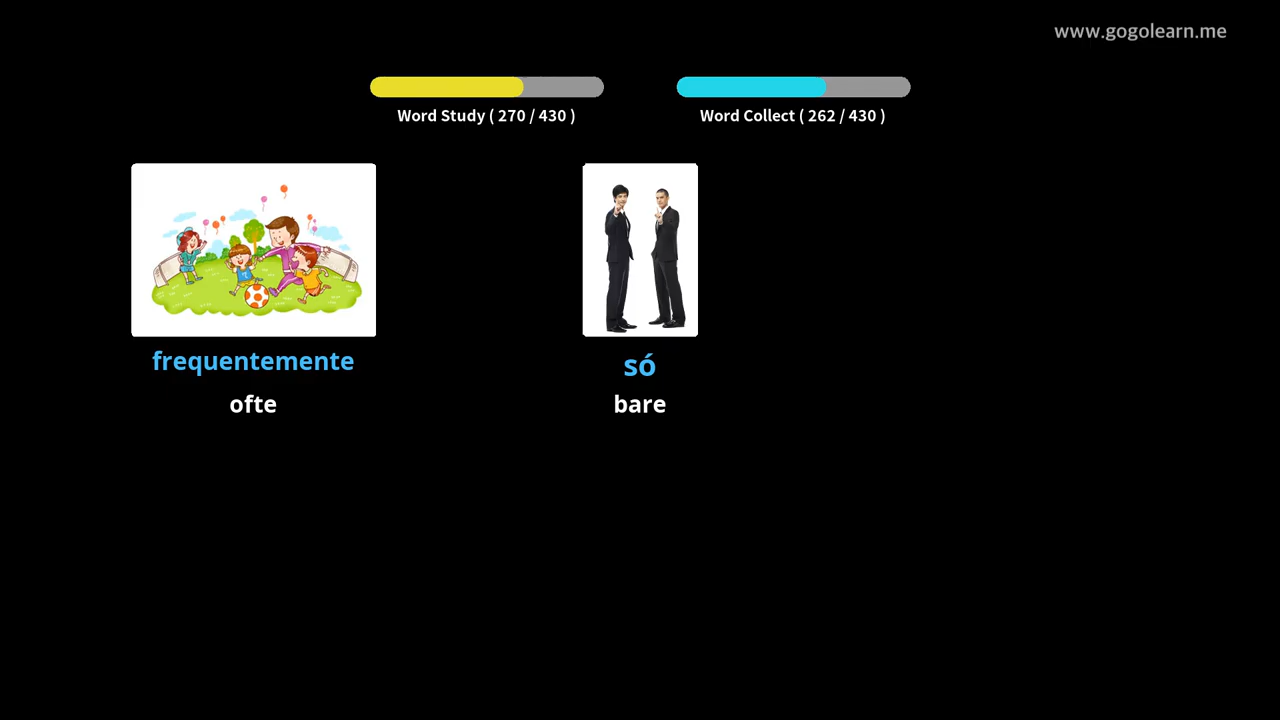 www.gogolearn.me
Word Study ( 270 / 430 )
Word Collect ( 262 / 430 )
frequentemente
ofte
só
bare